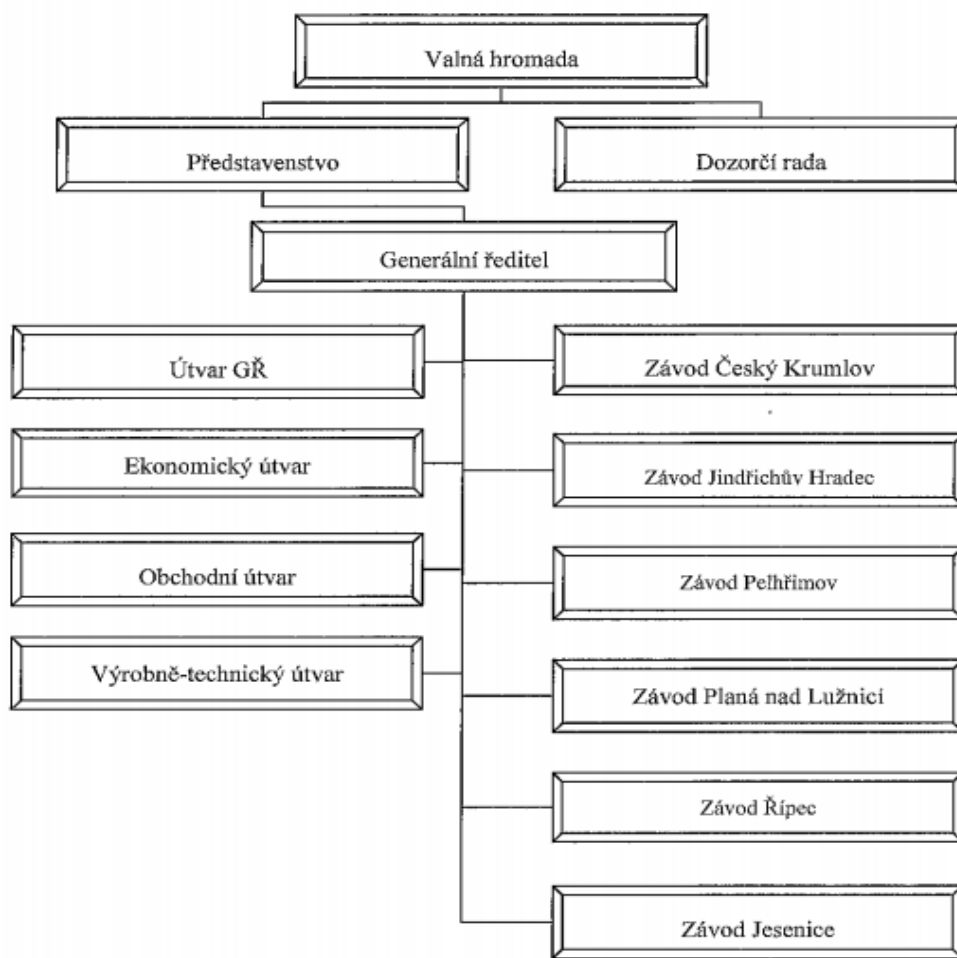 Valná hromada
Představenstvo
Dozorčí rada
Generální ředitel
Útvar GŘ
Závod Český Krumlov
Ekonomický útvar
Závod Jindřichův Hradec
Obchodní útvar
Závod Pelhřimov
Výrobně-technický útvar
Závod Planá nad Lužnicí
Závod Řípec
Závod Jesenice